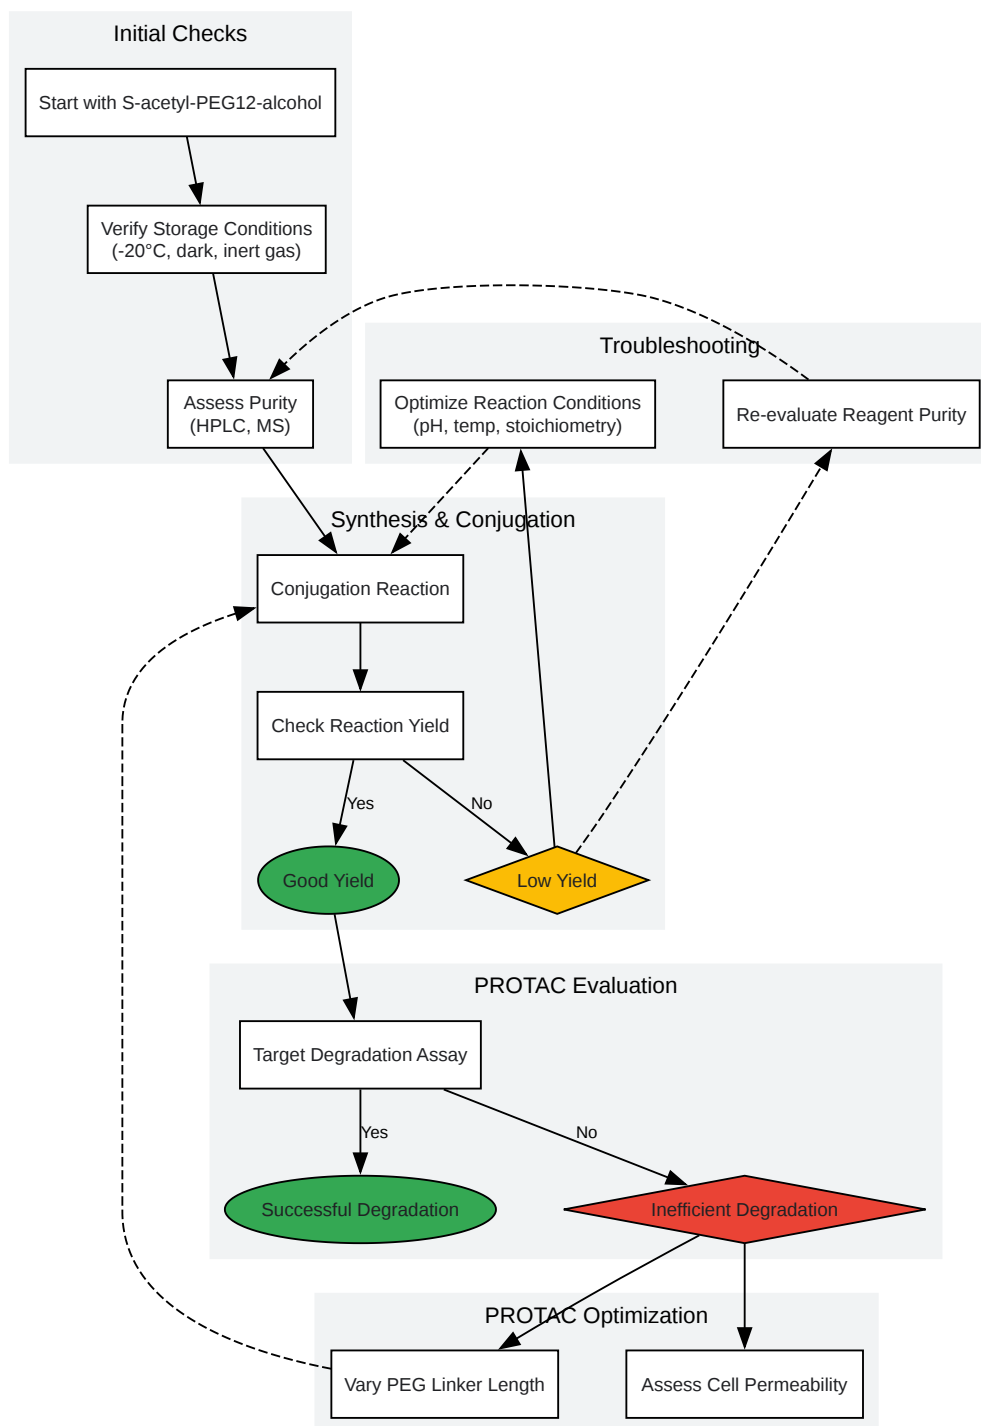 Initial Checks
Start with S-acetyl-PEG12-alcohol
Verify Storage Conditions
(-20°C, dark, inert gas)
Assess Purity
(HPLC, MS)
Troubleshooting
Optimize Reaction Conditions
(pH, temp, stoichiometry)
Re-evaluate Reagent Purity
Synthesis & Conjugation
Conjugation Reaction
Check Reaction Yield
Yes
No
Good Yield
Low Yield
PROTAC Evaluation
Target Degradation Assay
Yes
No
Successful Degradation
Inefficient Degradation
PROTAC Optimization
Vary PEG Linker Length
Assess Cell Permeability